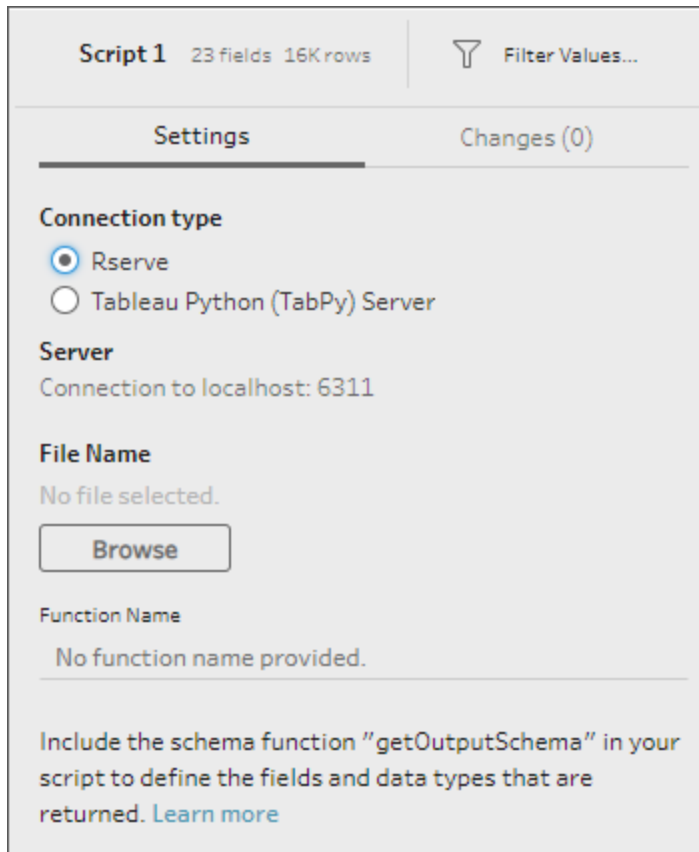 Script 1 23 fields 16K rows Filter Values...
Settings Changes (0)
Connection type
Rserve
Tableau Python (TabPy) Server
Server
Connection to localhost: 6311
File Name
No file selected.
Browse
Function Name
No function name provided.
Include the schema function "getOutputSchema" in your
script to define the fields and data types that are
returned. Learn more